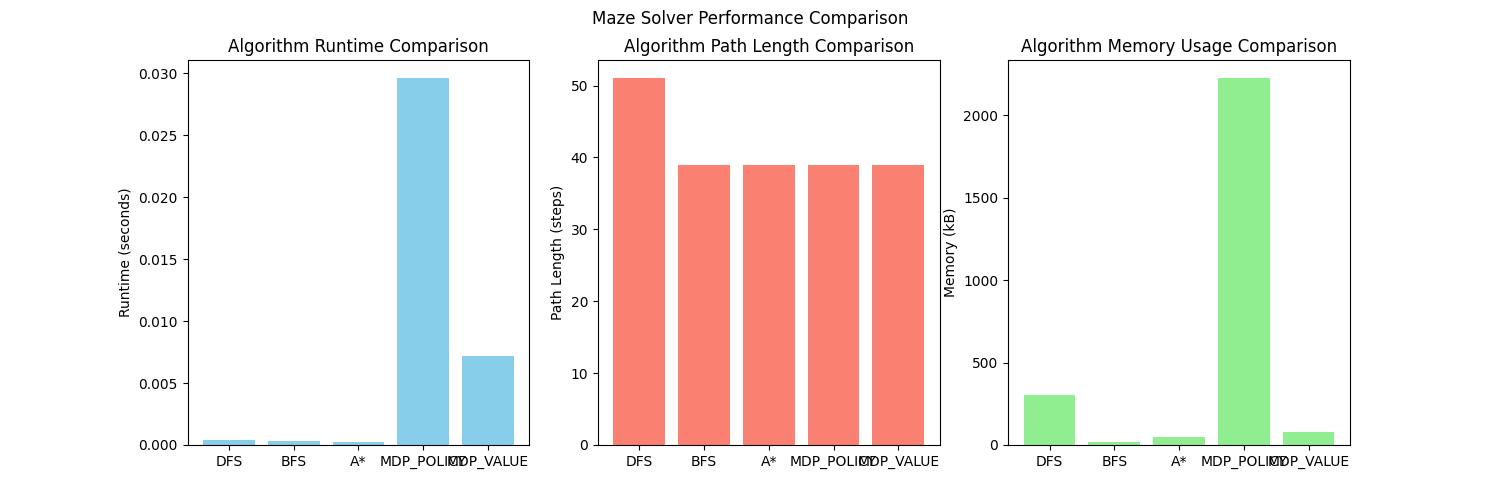 Maze Solver Performance Comparison
Algorithm Runtime Comparison
Runtime (seconds)
0.030
0.025
0.020
0.015
0.010
0.005
0.000
DFS BFS A* MDP_POLICY MDP_VALUE
Algorithm Path Length Comparison
Path Length (steps)
50
40
30
20
10
0
DFS BFS A* MDP_POLICY MDP_VALUE
Algorithm Memory Usage Comparison
Memory (kB)
2000
1500
1000
500
0
DFS BFS A* MDP_POLICY MDP_VALUE